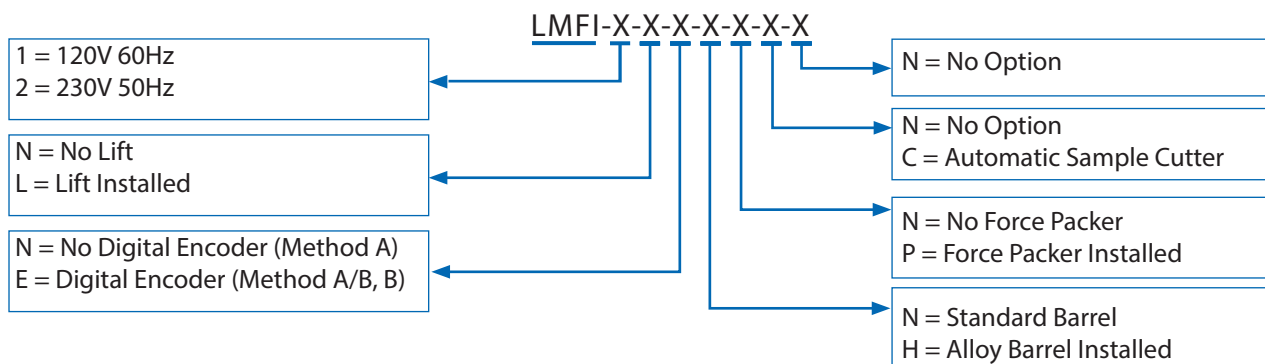 LMFI-X-X-X-X-X-X-X
1 = 120V 60Hz
2 = 230V 50Hz
N = No Lift
L = Lift Installed
N = No Digital Encoder (Method A)
E = Digital Encoder (Method A/B, B)
N = No Option
N = No Option
C = Automatic Sample Cutter
N = No Force Packer
P = Force Packer Installed
N = Standard Barrel
H = Alloy Barrel Installed